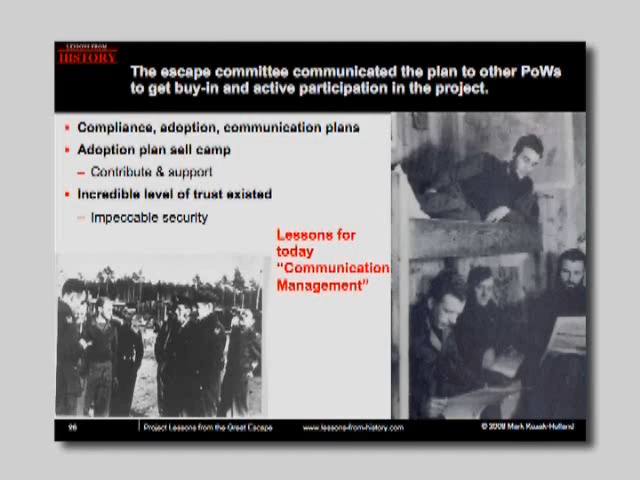 LESSONS FROM
HISTORY
The escape committee communicated the plan to other PoWs
to get buy-in and active participation in the project.
Compliance, adoption, communication plans
Adoption plan sell camp
– Contribute & support
Incredible level of trust existed
– Impeccable security
Lessons for
today
“Communication
Management”
Project Lessons from the Great Escape
www.lessons-from-history.com
Mark Kozak-Holland